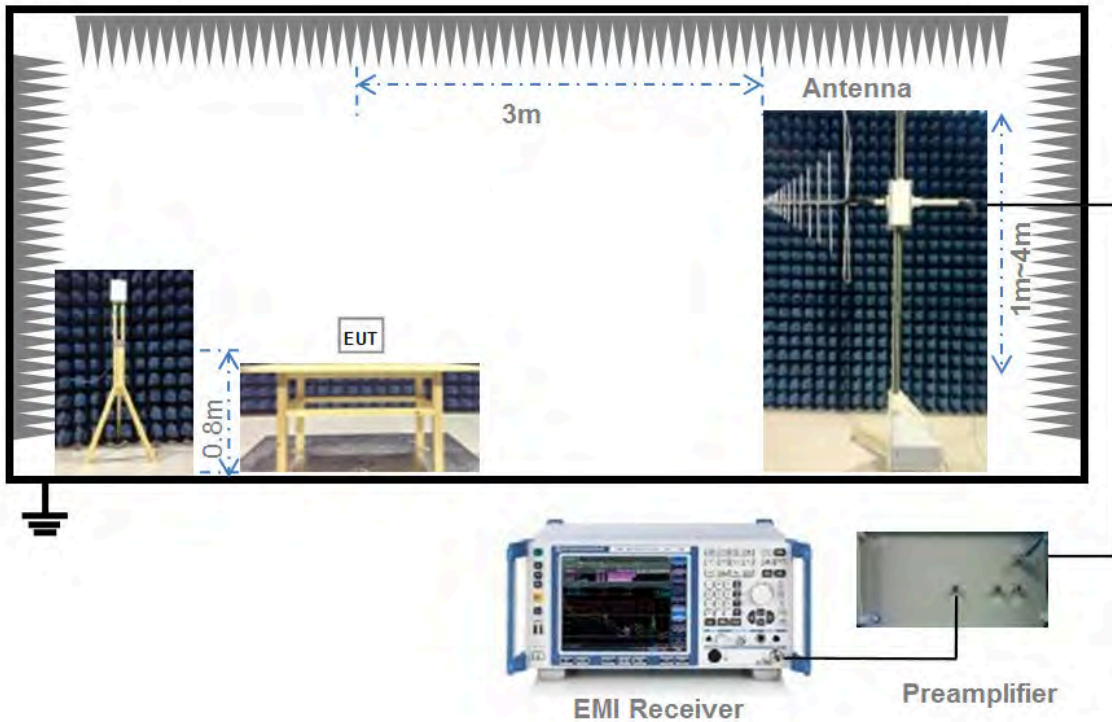 Antenna
3m
1m~4m
EUT
0.8m
EMI Receiver
Preamplifier